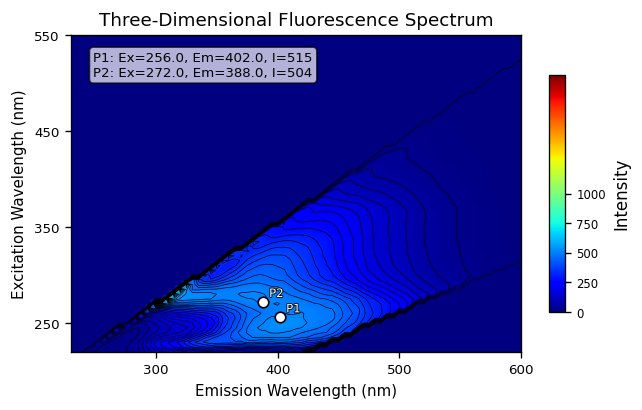 Three-Dimensional Fluorescence Spectrum
P1: Ex=256.0, Em=402.0, I=515
P2: Ex=272.0, Em=388.0, I=504
Excitation Wavelength (nm)
550
450
350
250
P2
P1
300
400
500
600
Emission Wavelength (nm)
1000
750
500
250
0
Intensity